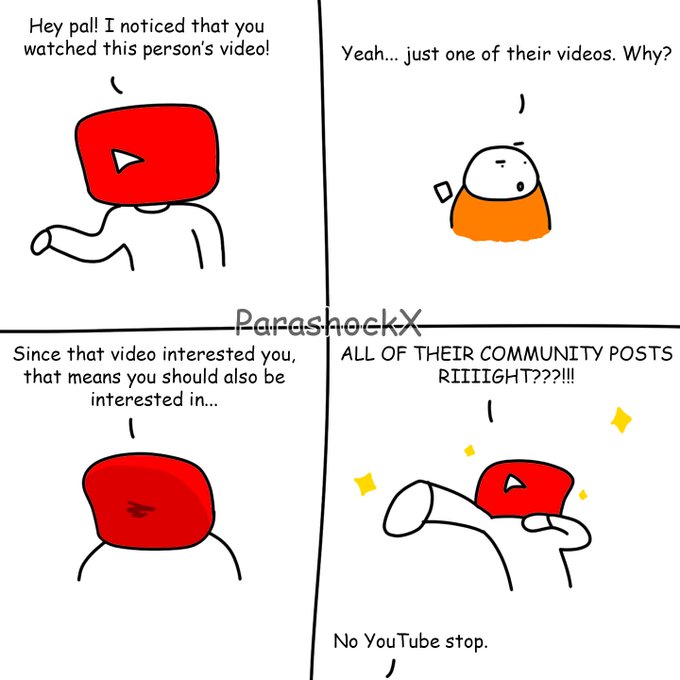 Hey pal! I noticed that you
watched this person's video!
Yeah... just one of their videos. Why?
ParashockX
Since that video interested you,
that means you should also be
interested in...
ALL OF THEIR COMMUNITY POSTS
RIIIIGHT???!!!
No YouTube stop.